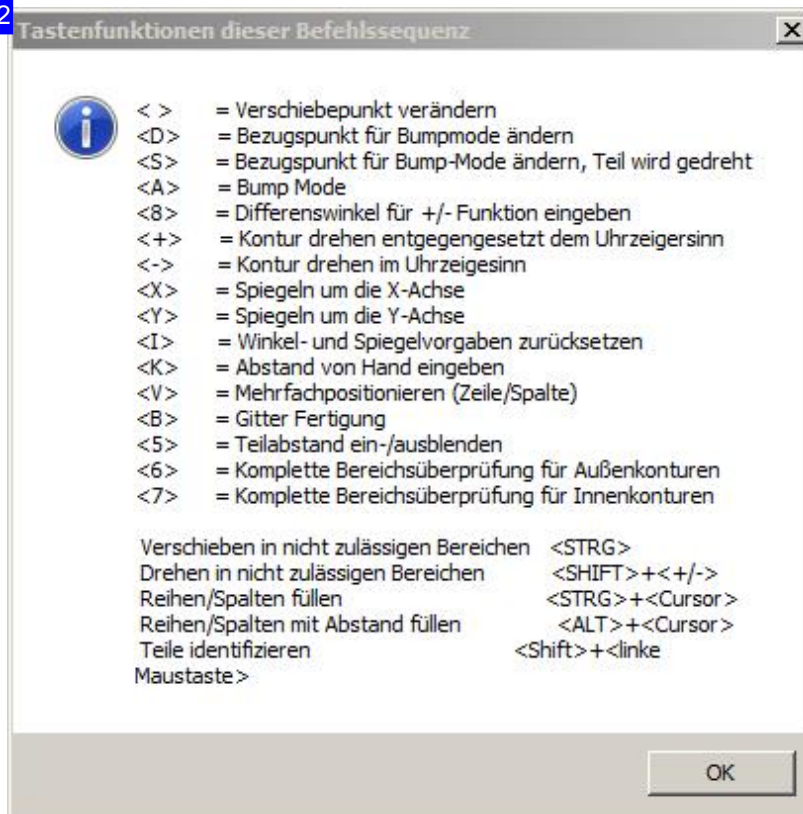 2
Tastenfunktionen dieser Befehlssequenz
< > = Verschiebepunkt verändern
<D> = Bezugspunkt für Bumpmode ändern
<S> = Bezugspunkt für Bump-Mode ändern, Teil wird gedreht
<A> = Bump Mode
<8> = Differenswinkel für +/- Funktion eingeben
<+> = Kontur drehen entgegengesetzt dem Uhrzeigersinn
<-> = Kontur drehen im Uhrzeigesinn
<X> = Spiegeln um die X-Achse
<Y> = Spiegeln um die Y-Achse
<I> = Winkel- und Spiegelvorgaben zurücksetzen
<K> = Abstand von Hand eingeben
<V> = Mehrfachpositionieren (Zeile/Spalte)
<B> = Gitter Fertigung
<5> = Teilabstand ein-/ausblenden
<6> = Komplette Bereichsüberprüfung für Außenkonturen
<7> = Komplette Bereichsüberprüfung für Innenkonturen
Verschieben in nicht zulässigen Bereichen <STRG>
Drehen in nicht zulässigen Bereichen <SHIFT>+<+/->
Reihen/Spalten füllen <STRG>+<Cursor>
Reihen/Spalten mit Abstand füllen <ALT>+<Cursor>
Teile identifizieren <Shift>+<linke
Maustaste>
OK